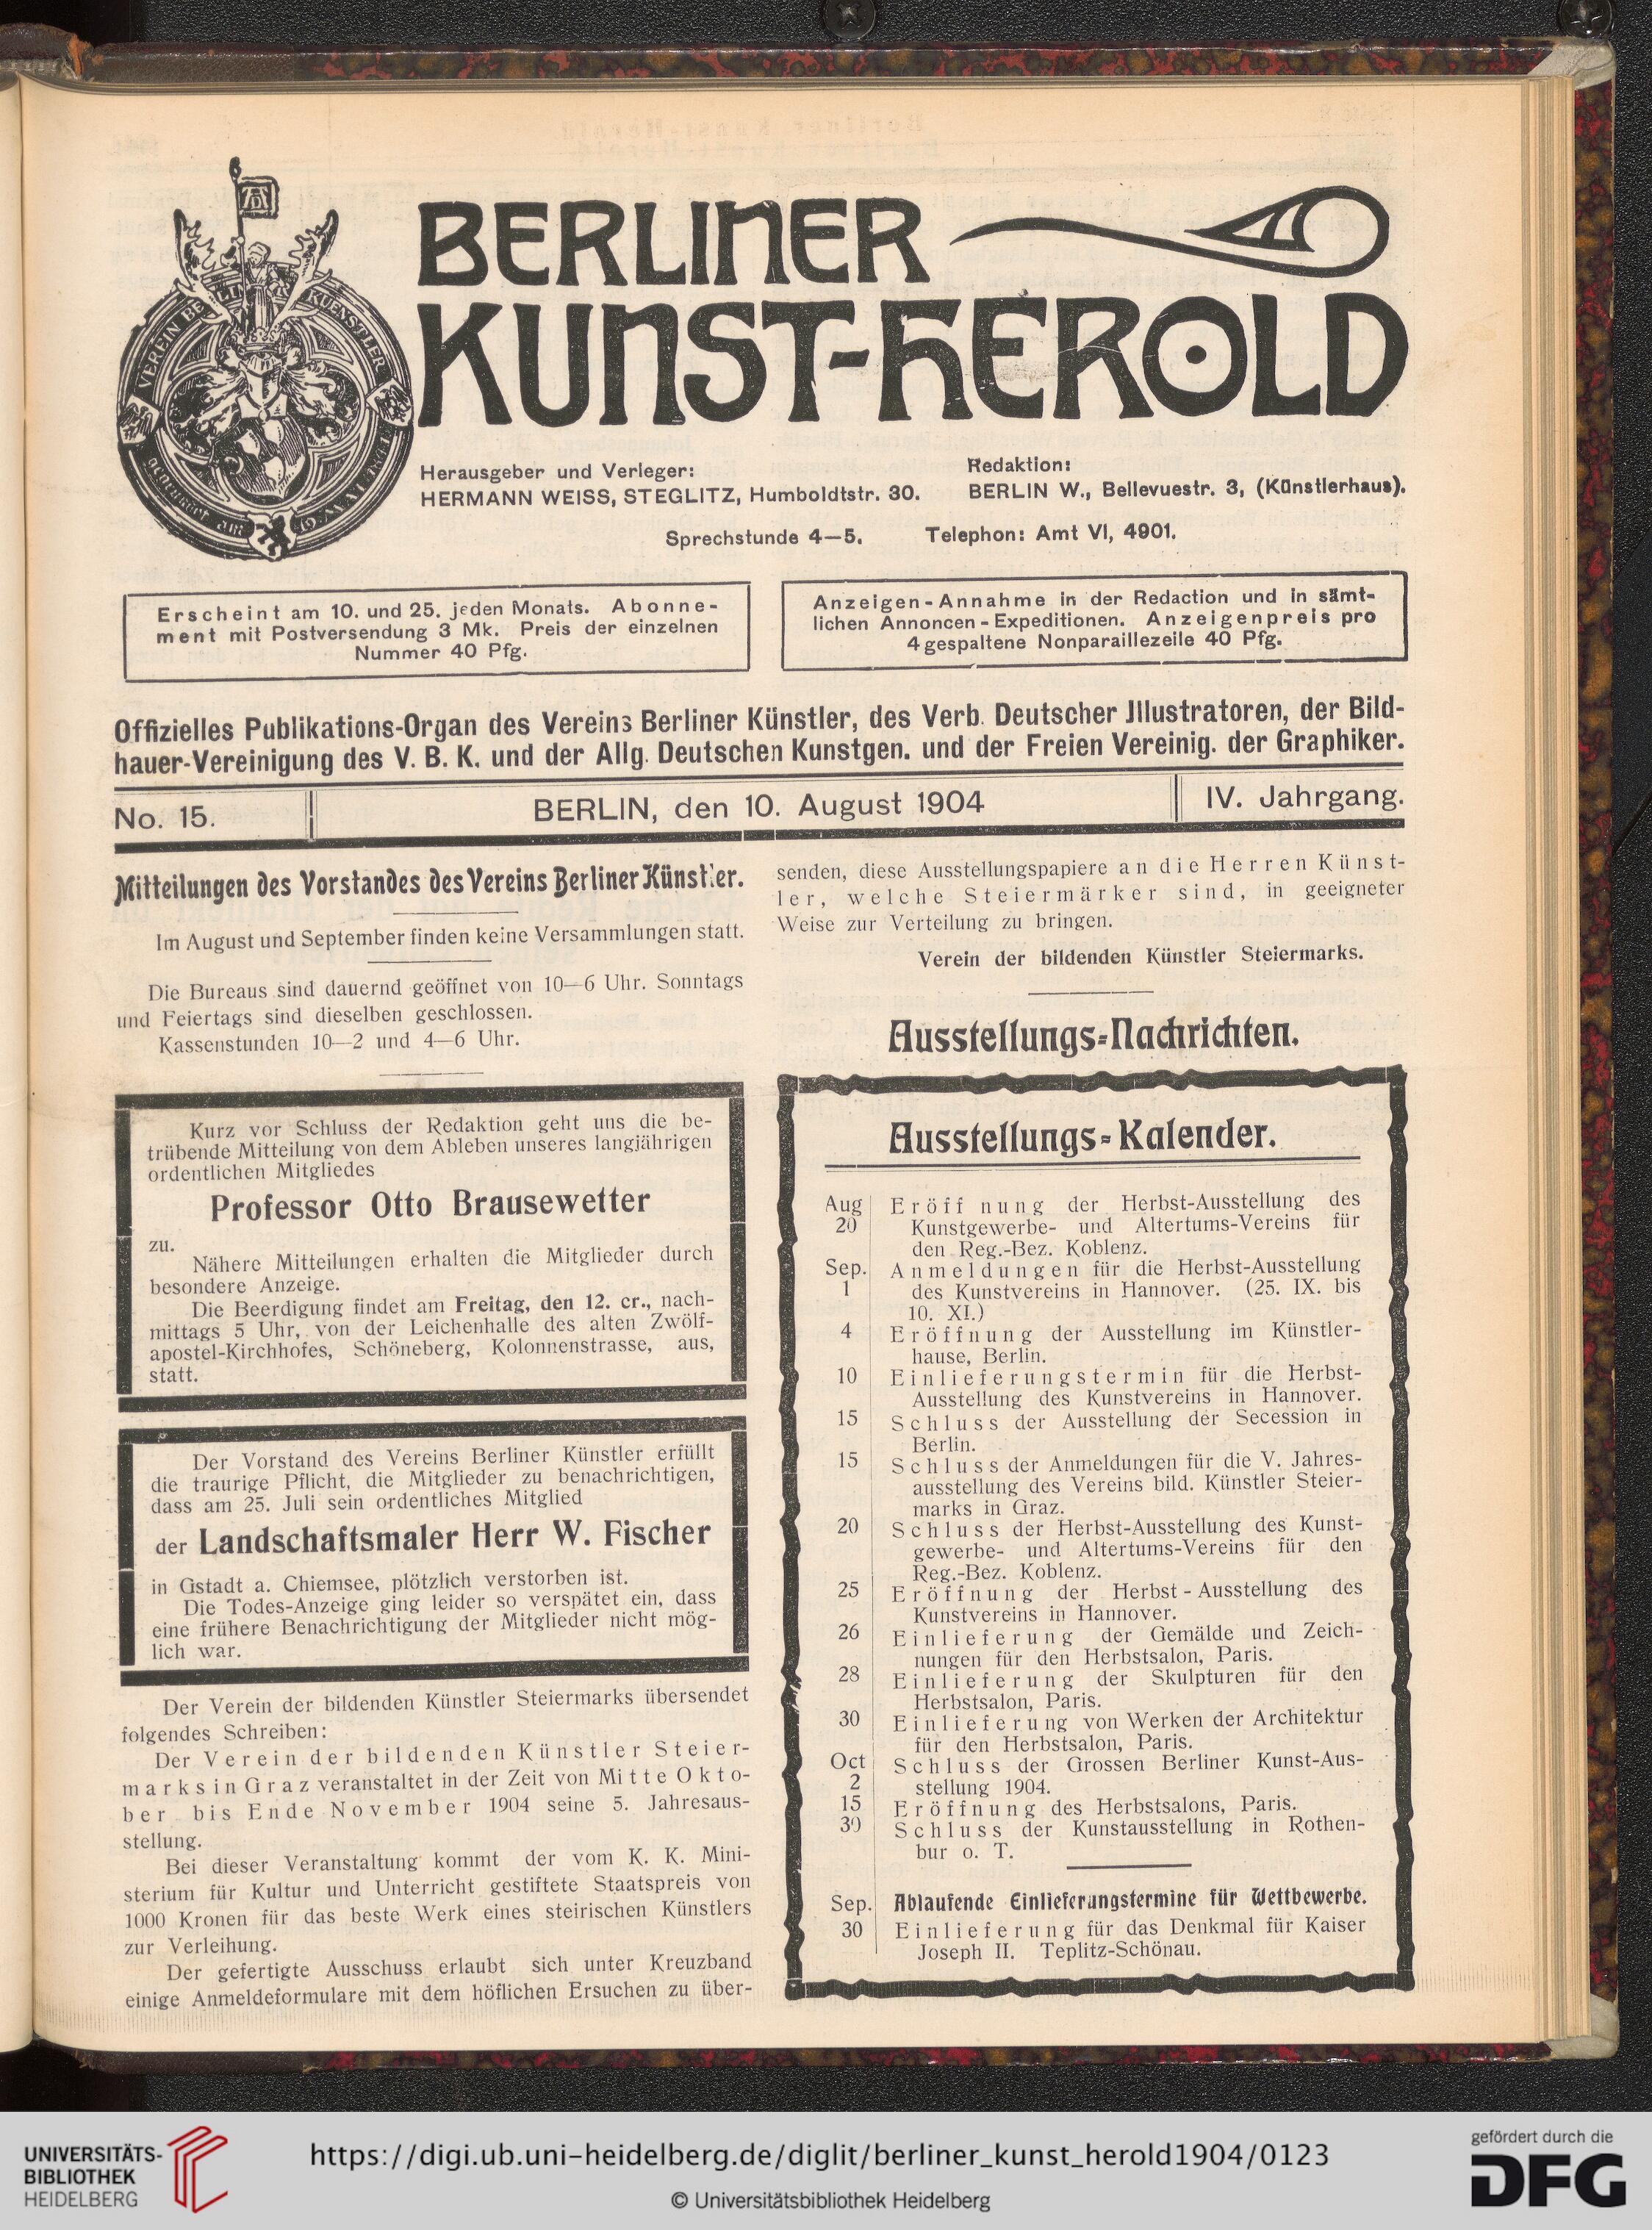 BERLINER
KUNST-HEROLD
VEREIN BERLINER KUENSTLER
Herausgeber und Verleger:
HERMANN WEISS, STEGLITZ, Humboldtstr. 30.
Redaktion:
BERLIN W., Bellevuestr. 3, (Künstlerhaus).
Sprechstunde 4—5. Telephon: Amt VI, 4901.
Erscheint am 10. und 25. jeden Monats. Abonne-
ment mit Postversendung 3 Mk. Preis der einzelnen
Nummer 40 Pfg.
Anzeigen-Annahme in der Redaction und in sämt-
lichen Annoncen-Expeditionen. Anzeigenpreis pro
4gespaltene Nonparaillezeile 40 Pfg.
Offizielles Publikations-Organ des Vereins Berliner Künstler, des Verb. Deutscher Jllustratoren, der Bild-
hauer-Vereinigung des V. B. K. und der Allg. Deutschen Kunstgen. und der Freien Vereinig. der Graphiker.
No. 15. BERLIN, den 10. August 1904 IV. Jahrgang.
Mitteilungen des Vorstandes des Vereins Berliner Künstler.
Im August und September finden keine Versammlungen statt.
Die Bureaus sind dauernd geöffnet von 10—6 Uhr. Sonntags
und Feiertags sind dieselben geschlossen.
Kassenstunden 10—2 und 4—6 Uhr.
Kurz vor Schluss der Redaktion geht uns die be-
trübende Mitteilung von dem Ableben unseres langjährigen
ordentlichen Mitgliedes
Professor Otto Brausewetter
zu.
Nähere Mitteilungen erhalten die Mitglieder durch
besondere Anzeige.
Die Beerdigung findet am Freitag, den 12. cr., nach-
mittags 5 Uhr, von der Leichenhalle des alten Zwölf-
apostel-Kirchhofes, Schöneberg, Kolonnenstrasse, aus,
statt.
Der Vorstand des Vereins Berliner Künstler erfüllt
die traurige Pflicht, die Mitglieder zu benachrichtigen,
dass am 25. Juli sein ordentliches Mitglied
der Landschaftsmaler Herr W. Fischer
in Gstadt a. Chiemsee, plötzlich verstorben ist.
Die Todes-Anzeige ging leider so verspätet ein, dass
eine frühere Benachrichtigung der Mitglieder nicht mög-
lich war.
Der Verein der bildenden Künstler Steiermarks übersendet
folgendes Schreiben:
Der Verein der bildenden Künstler Steier-
marks in Graz veranstaltet in der Zeit von Mitte Okto-
ber bis Ende November 1904 seine 5. Jahresaus-
stellung.
Bei dieser Veranstaltung kommt der vom K. K. Mini-
sterium für Kultur und Unterricht gestiftete Staatspreis von
1000 Kronen für das beste Werk eines steirischen Künstlers
zur Verleihung.
Der gefertigte Ausschuss erlaubt sich unter Kreuzband
einige Anmeldeformulare mit dem höflichen Ersuchen zu über-
senden, diese Ausstellungspapiere an die Herren Künst-
ler, welche Steiermärker sind, in geeigneter
Weise zur Verteilung zu bringen.
Verein der bildenden Künstler Steiermarks.
Ausstellungs-Nachrichten.
Ausstellungs-Kalender.
Aug Eröffnung der Herbst-Ausstellung des
20 Kunstgewerbe- und Altertums-Vereins für
den Reg.-Bez. Koblenz.
Sep. Anmeldungen für die Herbst-Ausstellung
1 des Kunstvereins in Hannover. (25. IX. bis
10. XI.)
4 Eröffnung der Ausstellung im Künstler-
hause, Berlin.
10 Einlieferungstermin für die Herbst-
Ausstellung des Kunstvereins in Hannover.
15 Schluss der Ausstellung der Secession in
Berlin.
15 Schluss der Anmeldungen für die V. Jahres-
ausstellung des Vereins bild. Künstler Steier-
marks in Graz.
20 Schluss der Herbst-Ausstellung des Kunst-
gewerbe- und Altertums-Vereins für den
Reg.-Bez. Koblenz.
25 Eröffnung der Herbst-Ausstellung des
Kunstvereins in Hannover.
26 Einlieferung der Gemälde und Zeich-
nungen für den Herbstsalon, Paris.
28 Einlieferung der Skulpturen für den
Herbstsalon, Paris.
30 Einlieferung von Werken der Architektur
für den Herbstsalon, Paris.
Oct Schluss der Grossen Berliner Kunst-Aus-
2 stellung 1904.
15 Eröffnung des Herbstsalons, Paris.
30 Schluss der Kunstausstellung in Rothen-
bur o. T.
Sep. Ablaufende Einlieferungstermine für Wettbewerbe.
30 Einlieferung für das Denkmal für Kaiser
Joseph II. Teplitz-Schönau.
UNIVERSITÄTS-
BIBLIOTHEK
HEIDELBERG
https://digi.ub.uni-heidelberg.de/diglit/berliner_kunst_herold1904/0123
© Universitätsbibliothek Heidelberg
gefördert durch die
DFG